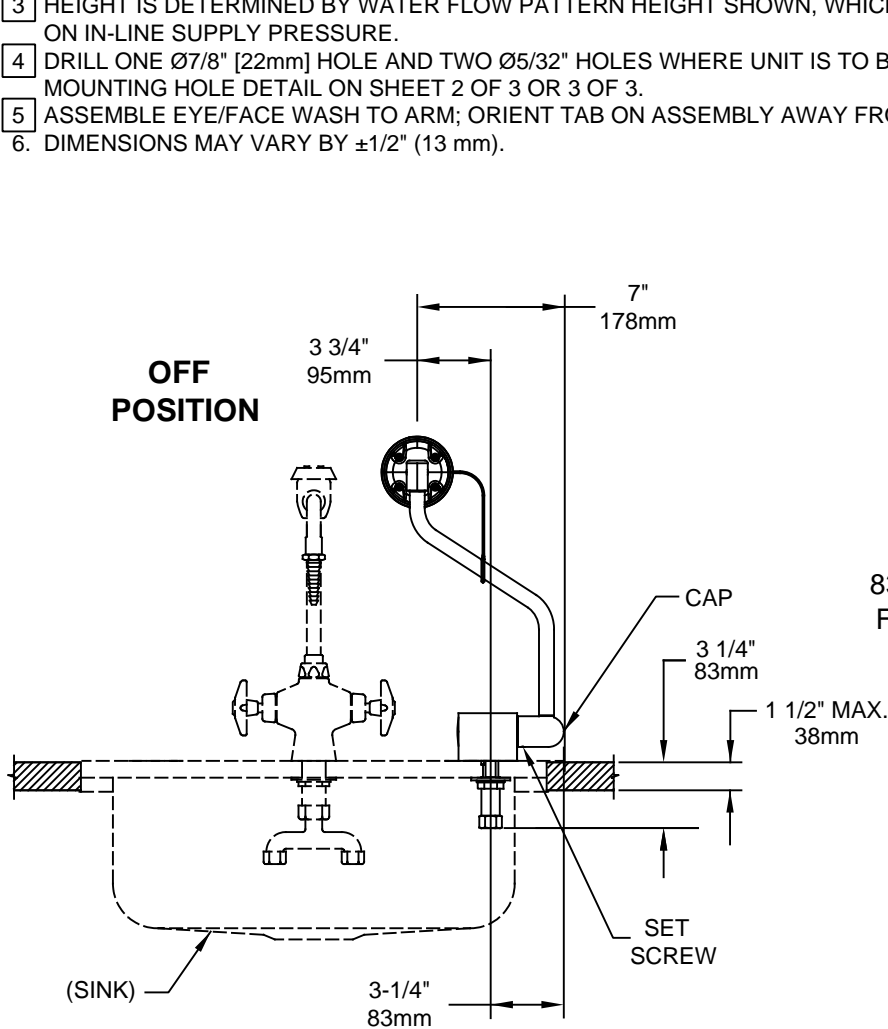 3 HEIGHT IS DETERMINED BY WATER FLOW PATTERN HEIGHT SHOWN, WHICH
ON IN-LINE SUPPLY PRESSURE.
4 DRILL ONE Ø7/8" [22mm] HOLE AND TWO Ø5/32" HOLES WHERE UNIT IS TO B
MOUNTING HOLE DETAIL ON SHEET 2 OF 3 OR 3 OF 3.
5 ASSEMBLE EYE/FACE WASH TO ARM; ORIENT TAB ON ASSEMBLY AWAY FRO
6. DIMENSIONS MAY VARY BY ±1/2" (13 mm).
7"
178mm
3 3/4"
95mm
OFF
POSITION
CAP
83
F
3 1/4"
83mm
1 1/2" MAX.
38mm
SET
SCREW
(SINK)
3-1/4"
83mm